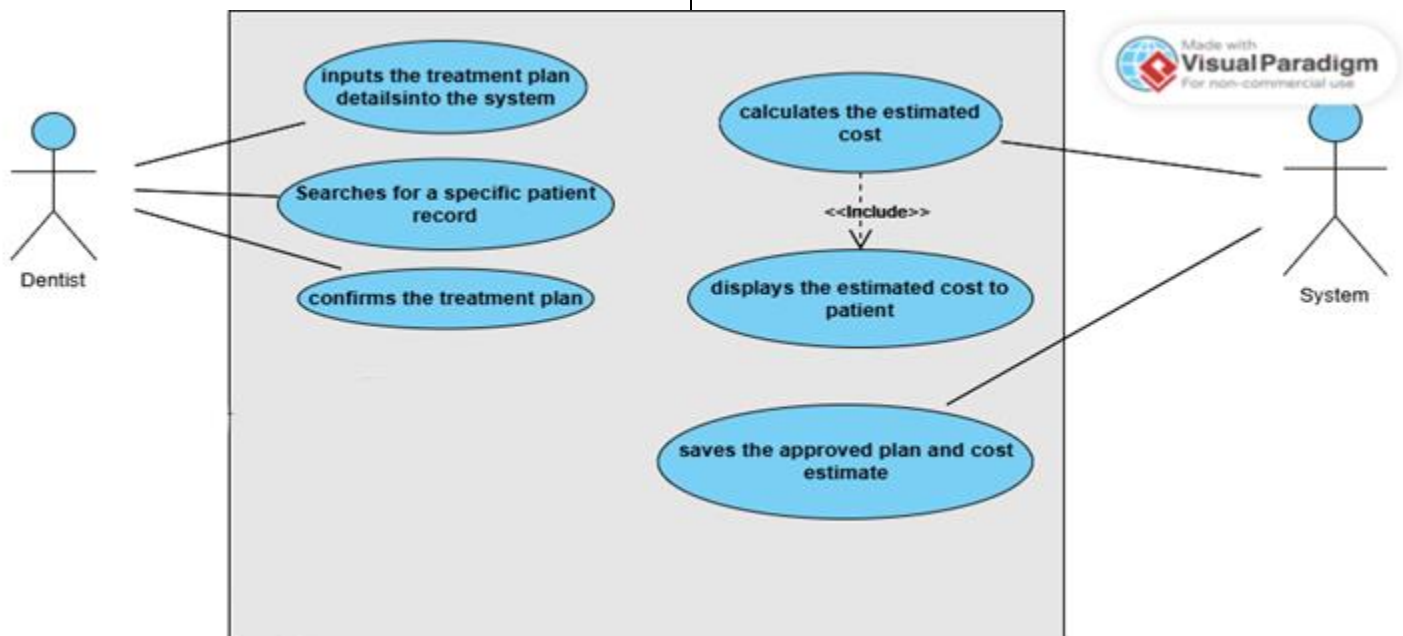 inputs the treatment plan
detailsinto the system
Searches for a specific patient
record
confirms the treatment plan
Dentist
calculates the estimated
cost
<<Include>>
displays the estimated cost to
patient
saves the approved plan and cost
estimate
Made with
Visual Paradigm
For non-commercial use
System